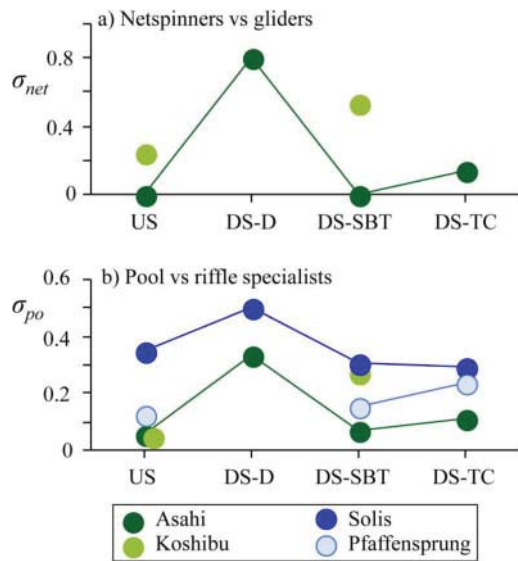 a) Netspinners vs gliders
σnet
0.8
0.4
0
US DS-D DS-SBT DS-TC
b) Pool vs riffle specialists
σpo
0.6
0.4
0.2
0
US DS-D DS-SBT DS-TC
Asahi Solis
Koshibu Pfaffensprung